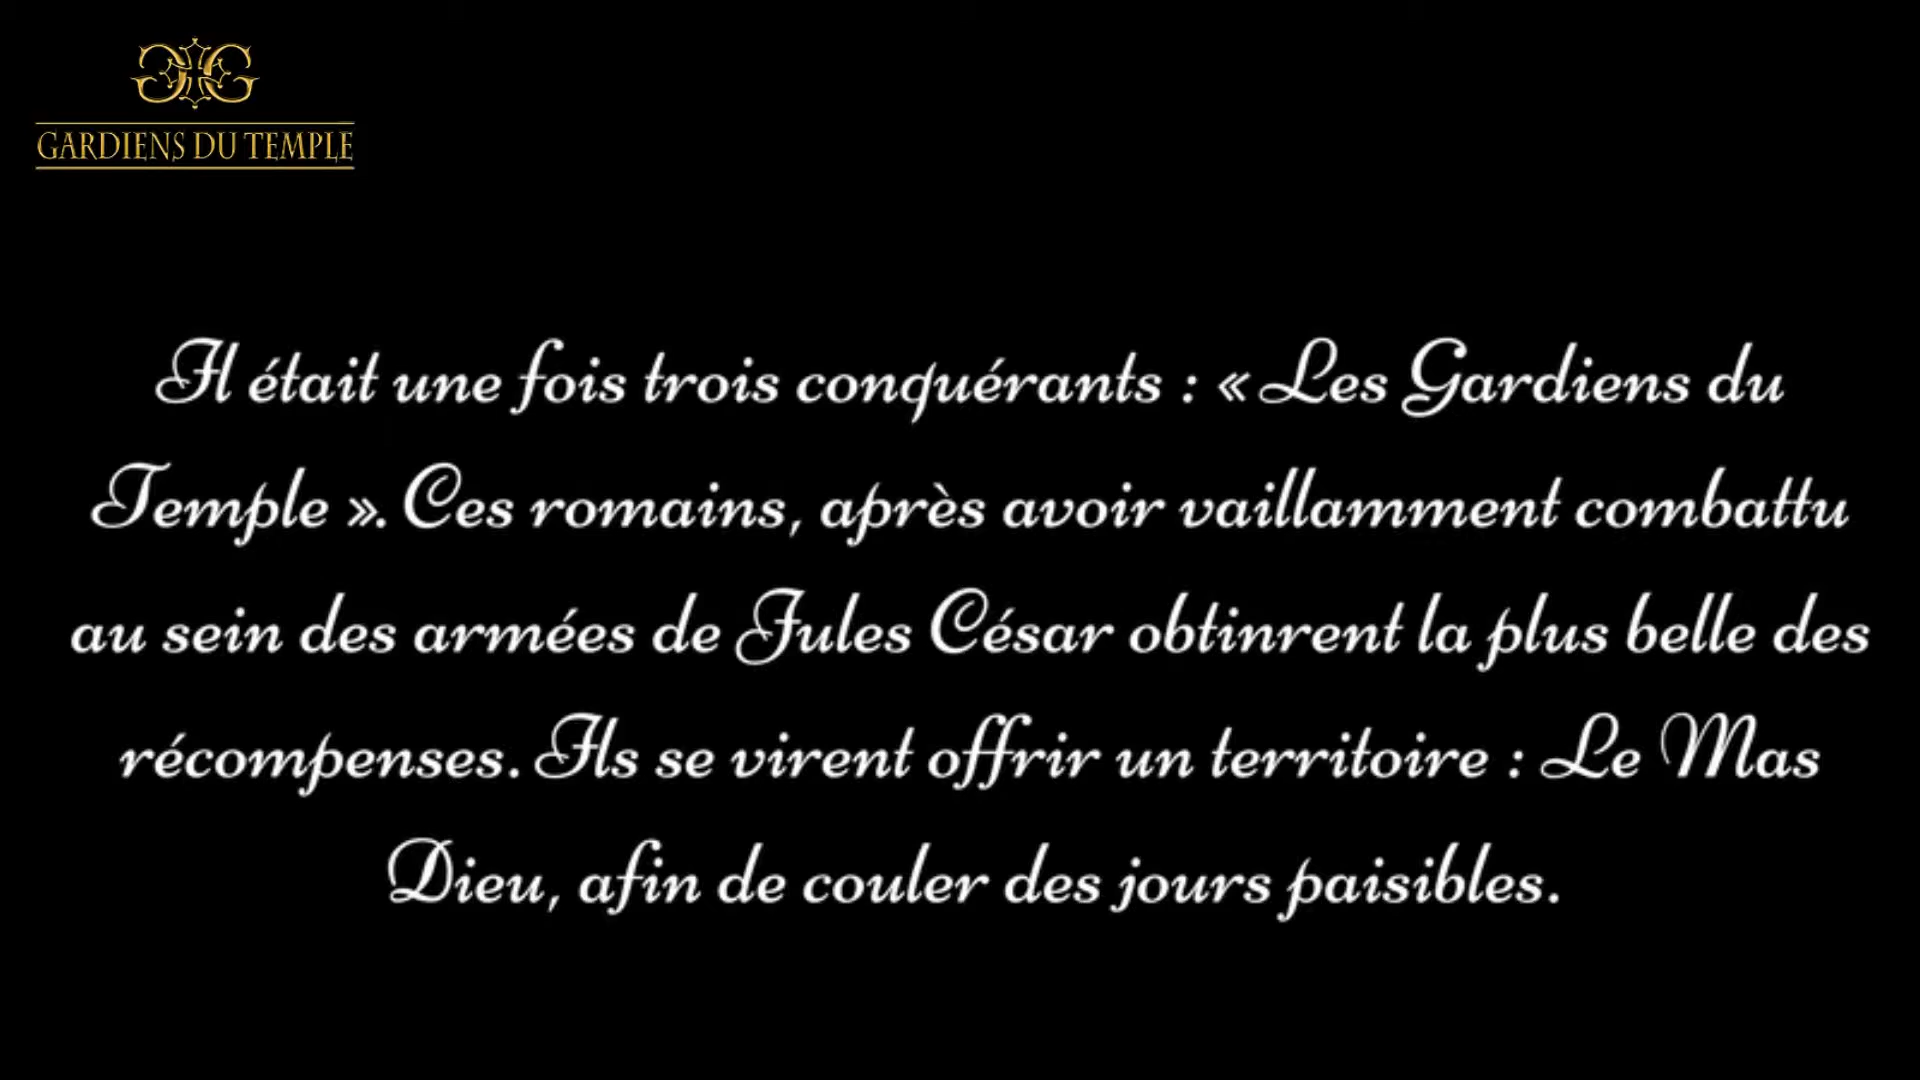 GARDIENS DU TEMPLE
Il était une fois trois conquérants : « Les Gardiens du
Temple ». Ces romains, après avoir vaillamment combattu
au sein des armées de Jules César obtinrent la plus belle des
récompenses. Ils se virent offrir un territoire : Le Mas
Dieu, afin de couler des jours paisibles.